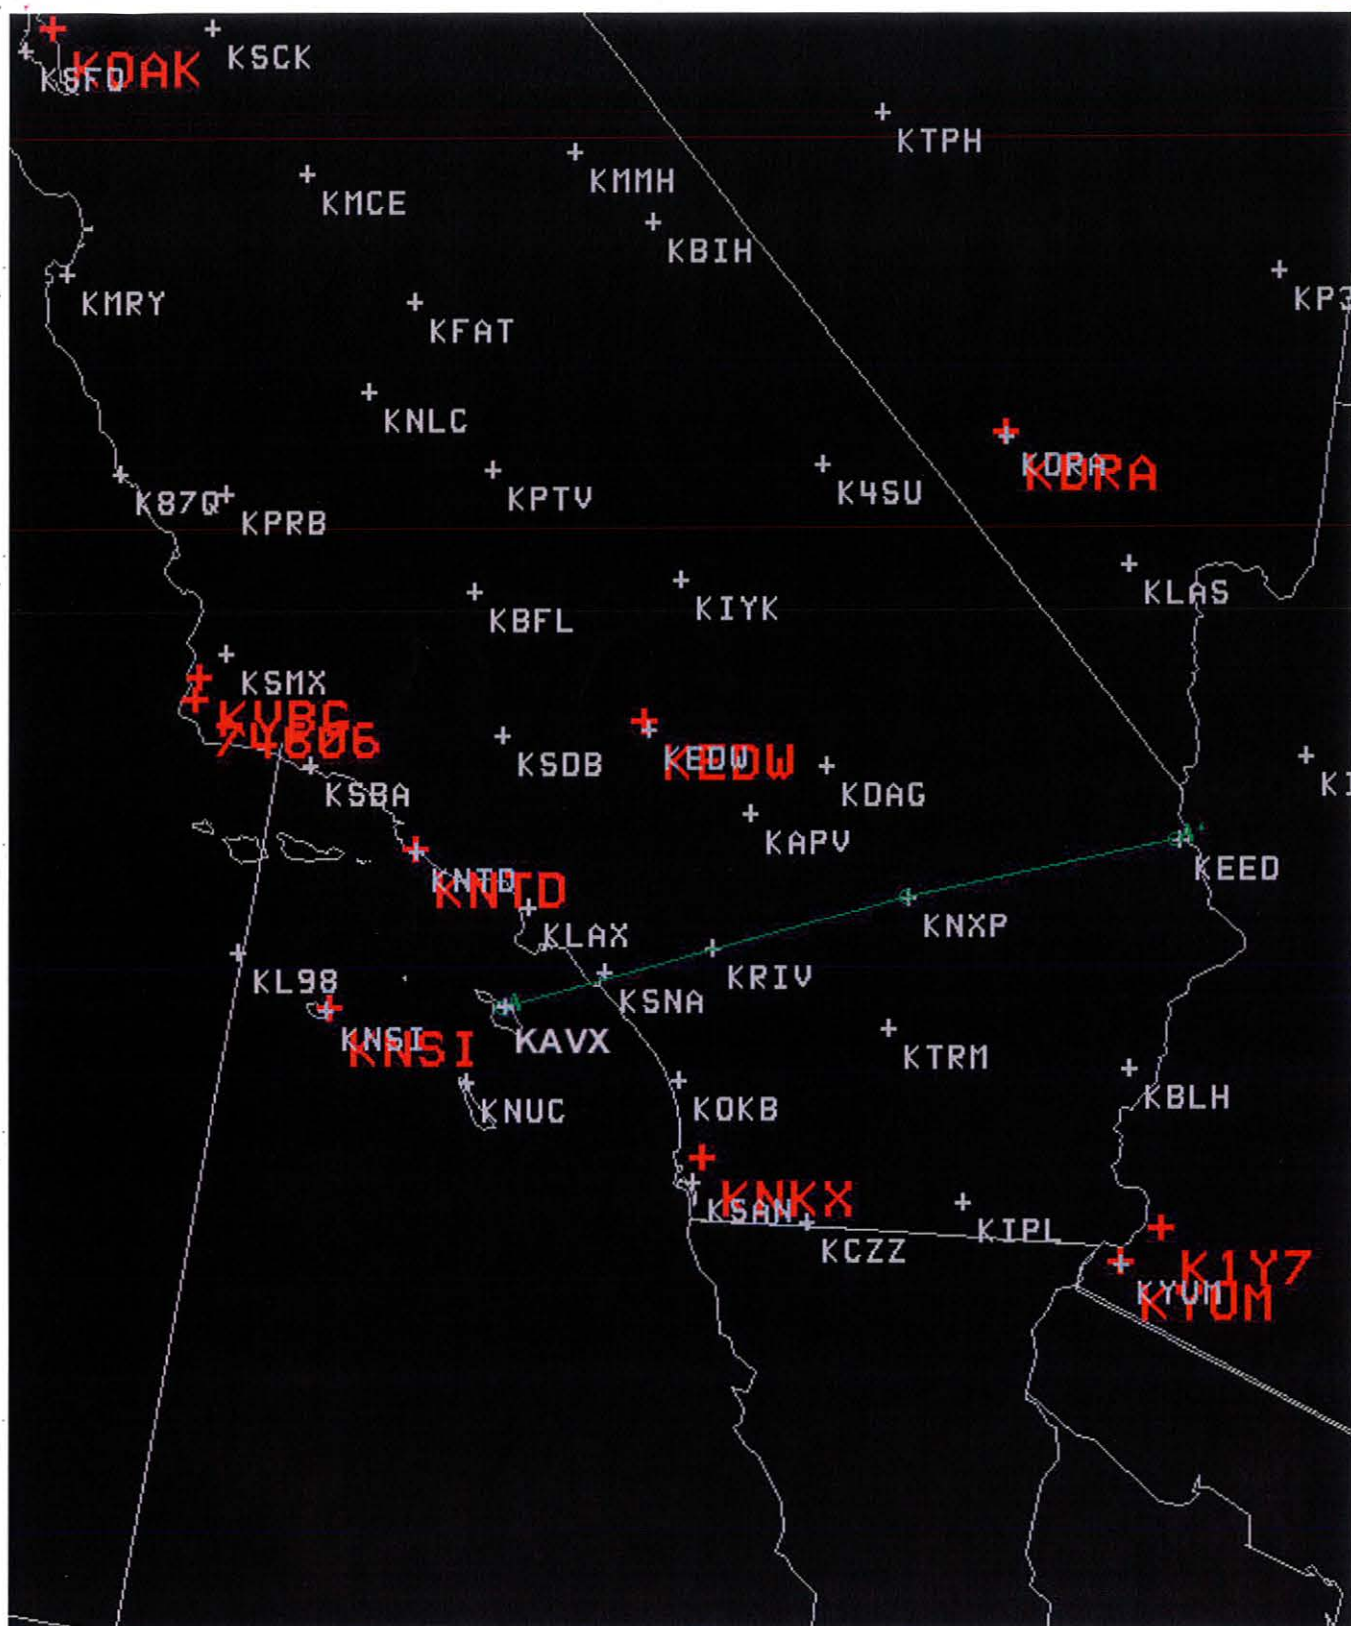 KOAK
KSFO
KSCK
KTPH
KMMH
KMCE
KBIH
KMRY
KP3
KFAT
KNLC
KDRA
KDRA
K4SU
KPTV
K87Q
KPRB
KLAS
KIYK
KBFL
KSMX
KVBG
74606
KSDB
KEDW
KEDW
KDAG
KSBA
KAPV
KEED
KNTD
KNTD
KNXP
KLAX
KRIV
KL98
KSNA
A
A'
KNSI
KNSI
KAVX
KTRM
KBLH
KOKB
KNUC
KNKX
KSAN
KIPL
KCZZ
K1Y7
KYUM
KYUM